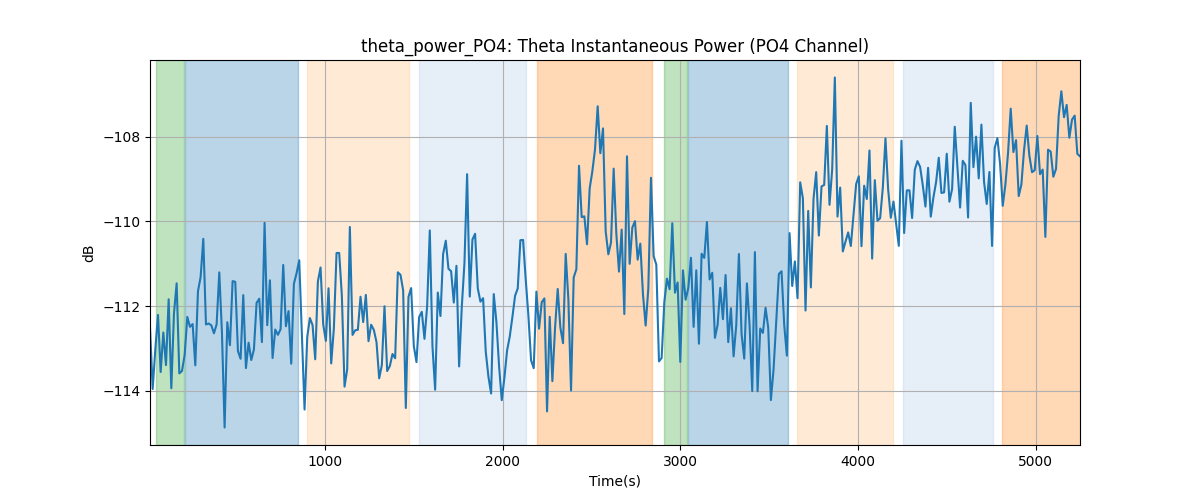 theta_power_PO4: Theta Instantaneous Power (PO4 Channel)
dB
−108
−110
−112
−114
1000 2000 3000 4000 5000
Time(s)